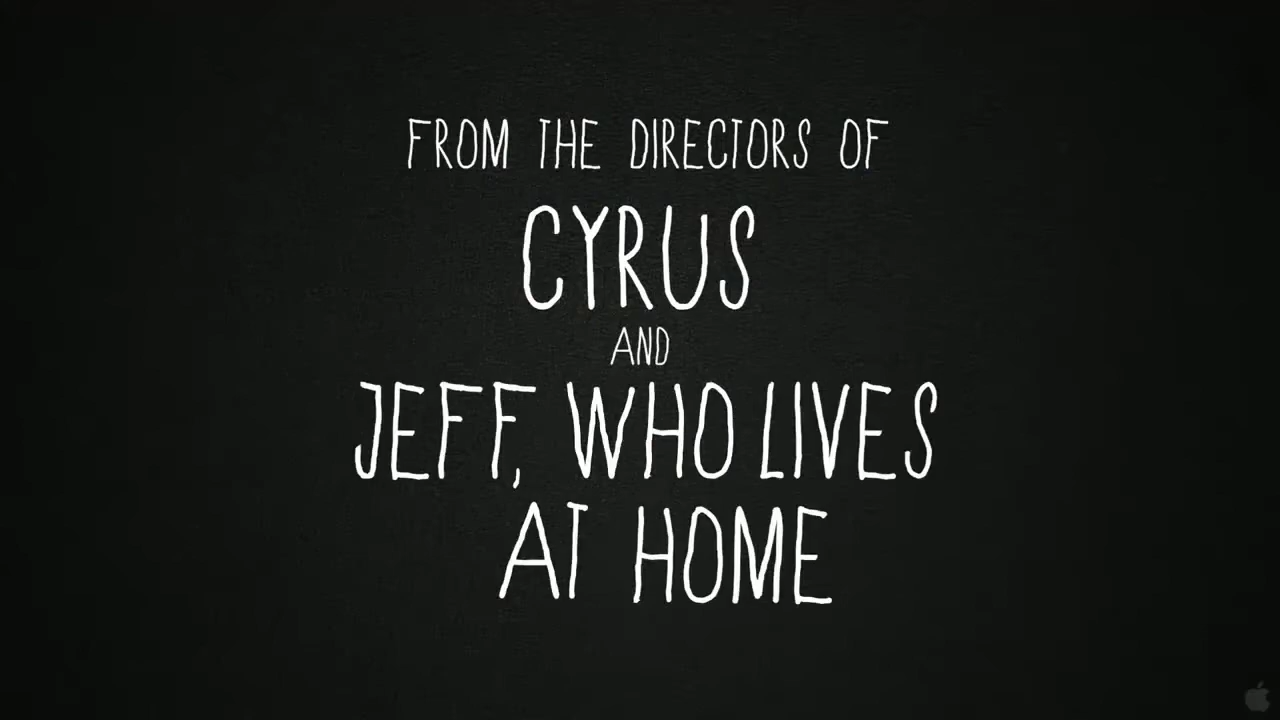 FROM THE DIRECTORS OF
CYRUS
AND
JEFF, WHO LIVES
AT HOME